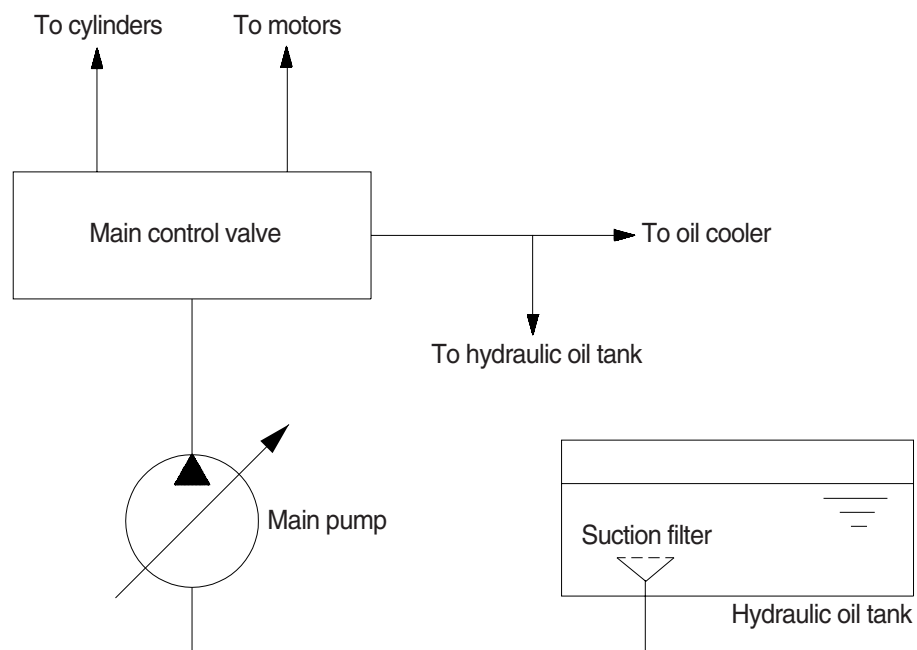 To cylinders
To motors
Main control valve
To oil cooler
To hydraulic oil tank
Main pump
Suction filter
Hydraulic oil tank